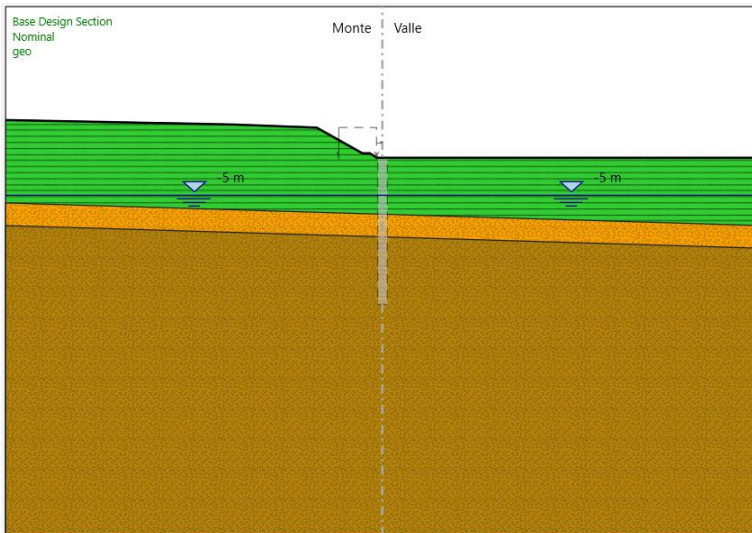 Base Design Section
Nominal
geo
Monte
Valle
-5 m
-5 m